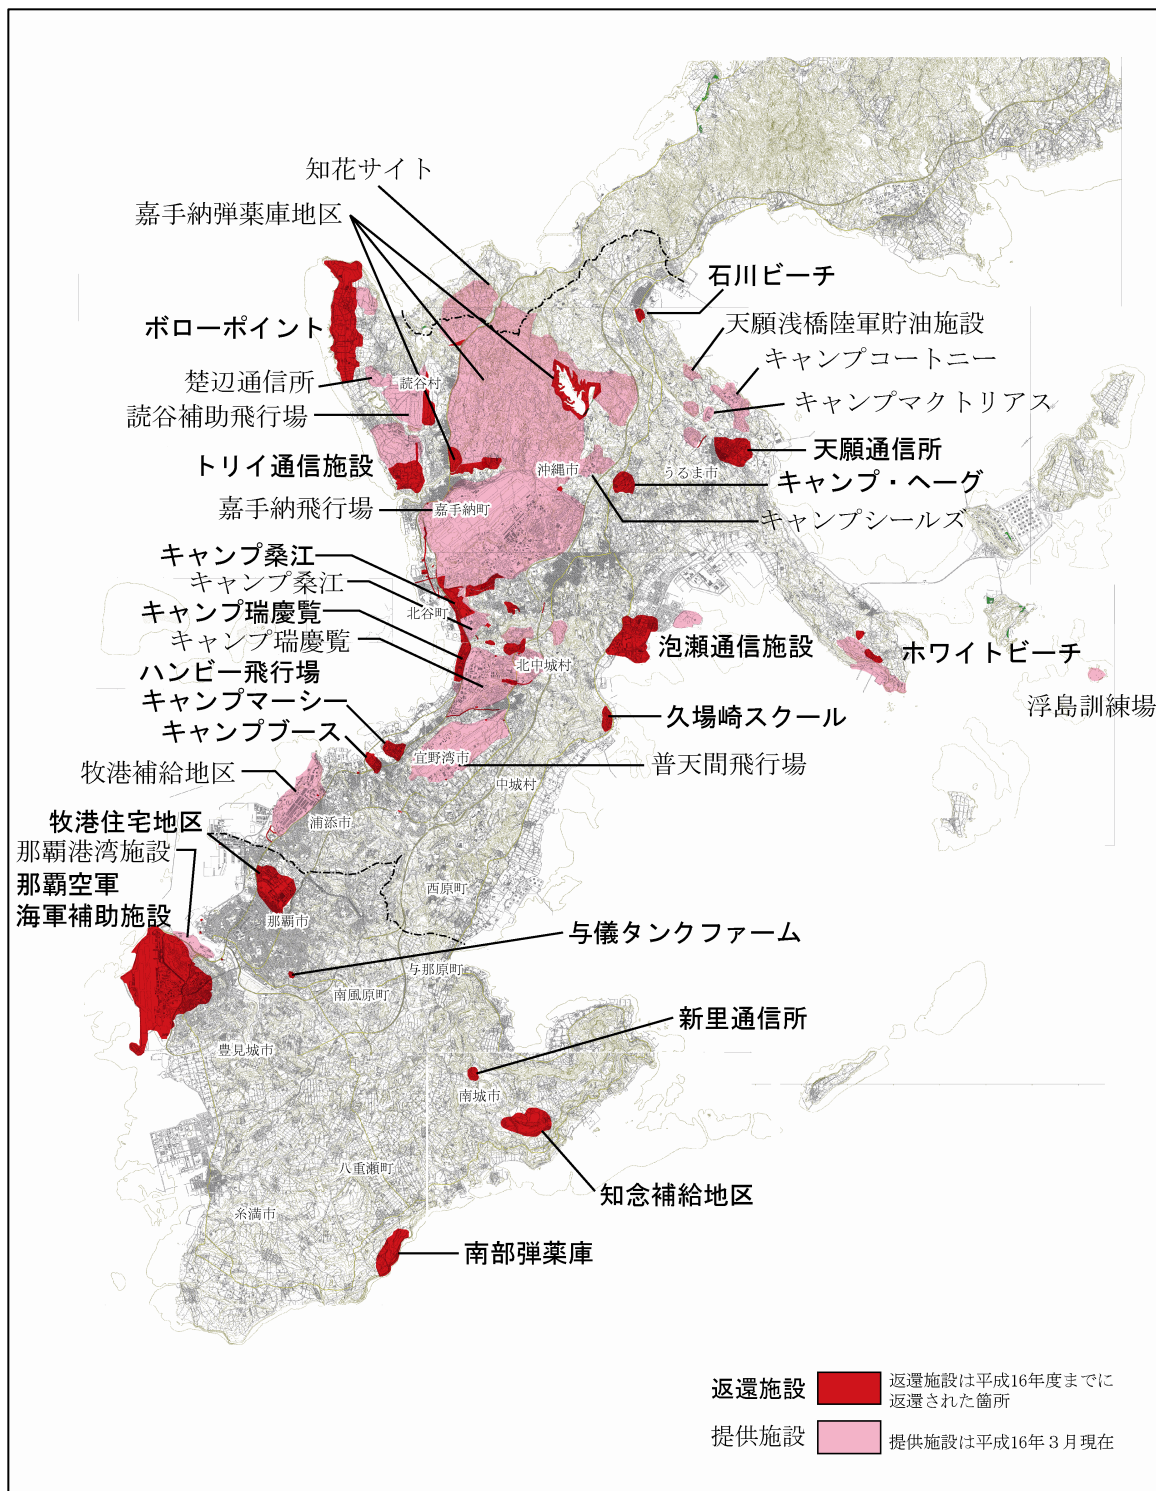 知花サイト
嘉手納弾薬庫地区
石川ビーチ
ボローポイント
天願浅橋陸軍貯油施設
キャンプコートニー
楚辺通信所
読谷村
キャンプマクトリアス
読谷補助飛行場
天願通信所
トリイ通信施設
沖縄市
うるま市
キャンプ・ヘーグ
嘉手納飛行場
嘉手納町
キャンプシールズ
キャンプ桑江
キャンプ桑江
キャンプ瑞慶覧
北谷町
キャンプ瑞慶覧
泡瀬通信施設
ホワイトビーチ
ハンビー飛行場
北中城村
キャンプマーシー
浮島訓練場
久場崎スクール
キャンプブース
宜野湾市
普天間飛行場
牧港補給地区
中城村
牧港住宅地区
浦添市
那覇港湾施設
那覇空軍
海軍補助施設
西原町
那覇市
与儀タンクファーム
与那原町
南風原町
新里通信所
豊見城市
南城市
八重瀬町
知念補給地区
糸満市
南部弾薬庫
返還施設
返還施設は平成16年度までに
返還された箇所
提供施設
提供施設は平成16年３月現在